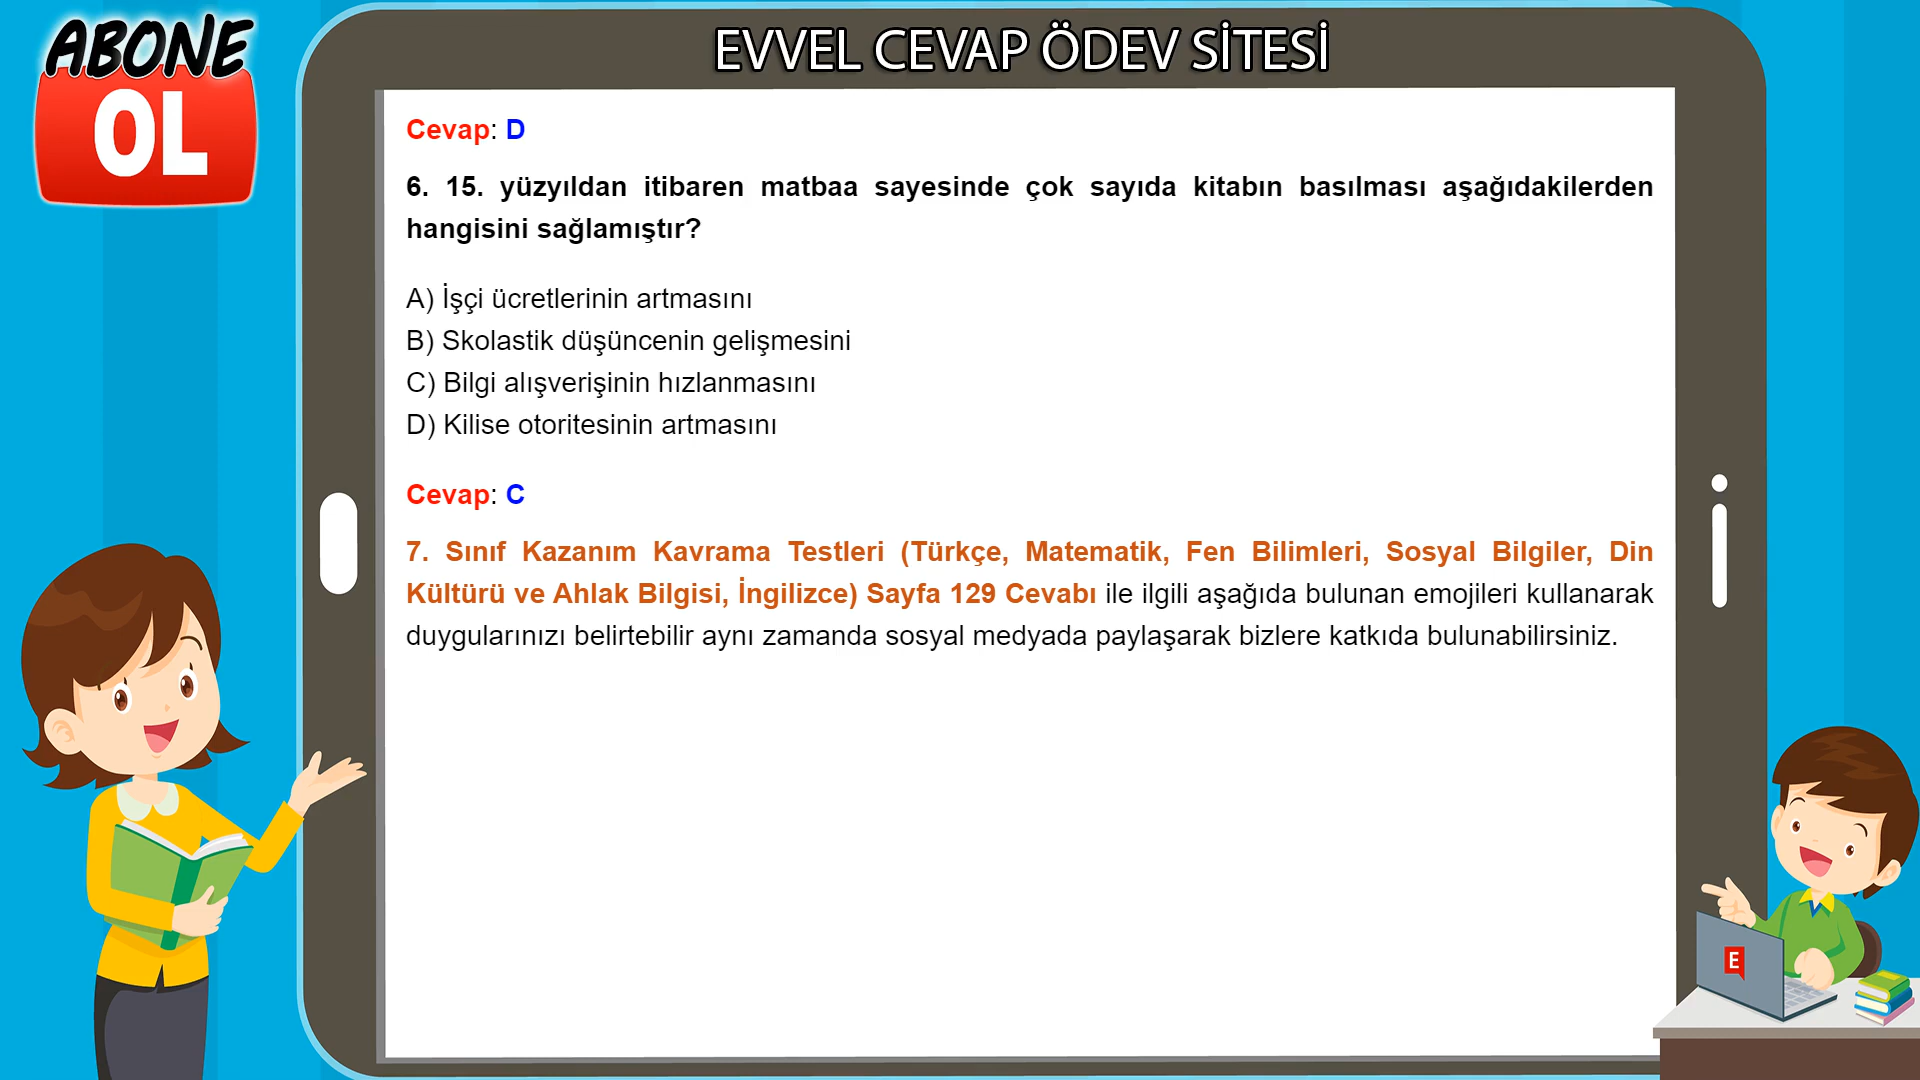 ABONE
OL
EVVEL CEVAP ÖDEV SİTESİ
Cevap: D
6. 15. yüzyıldan itibaren matbaa sayesinde çok sayıda kitabın basılması aşağıdakilerden
hangisini sağlamıştır?
A) İşçi ücretlerinin artmasını
B) Skolastik düşüncenin gelişmesini
C) Bilgi alışverişinin hızlanmasını
D) Kilise otoritesinin artmasını
Cevap: C
7. Sınıf Kazanım Kavrama Testleri (Türkçe, Matematik, Fen Bilimleri, Sosyal Bilgiler, Din
Kültürü ve Ahlak Bilgisi, İngilizce) Sayfa 129 Cevabı ile ilgili aşağıda bulunan emojileri kullanarak
duygularınızı belirtebilir aynı zamanda sosyal medyada paylaşarak bizlere katkıda bulunabilirsiniz.
E